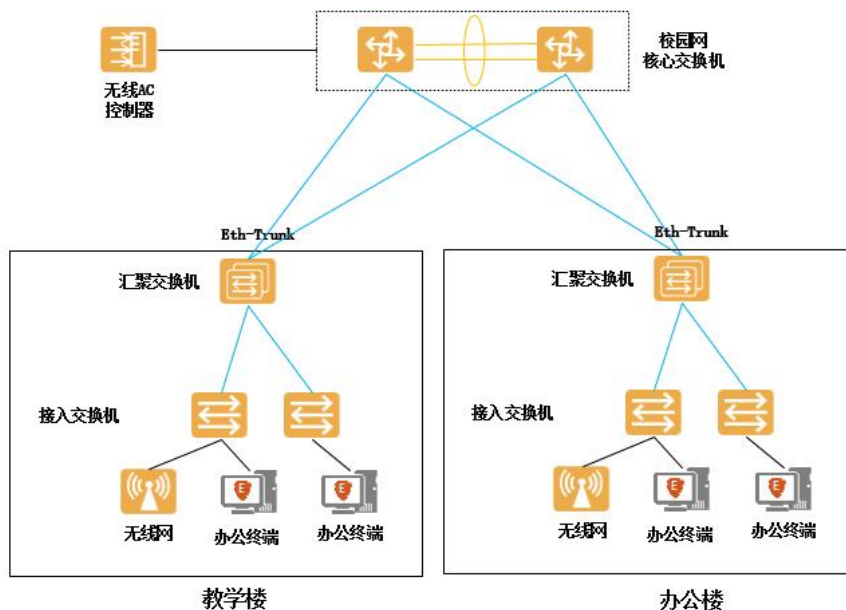 校园网
核心交换机
无线AC
控制器
Eth-Trunk
Eth-Trunk
汇聚交换机
汇聚交换机
接入交换机
接入交换机
E
E
E
E
无线网
办公终端
办公终端
无线网
办公终端
办公终端
教学楼
办公楼